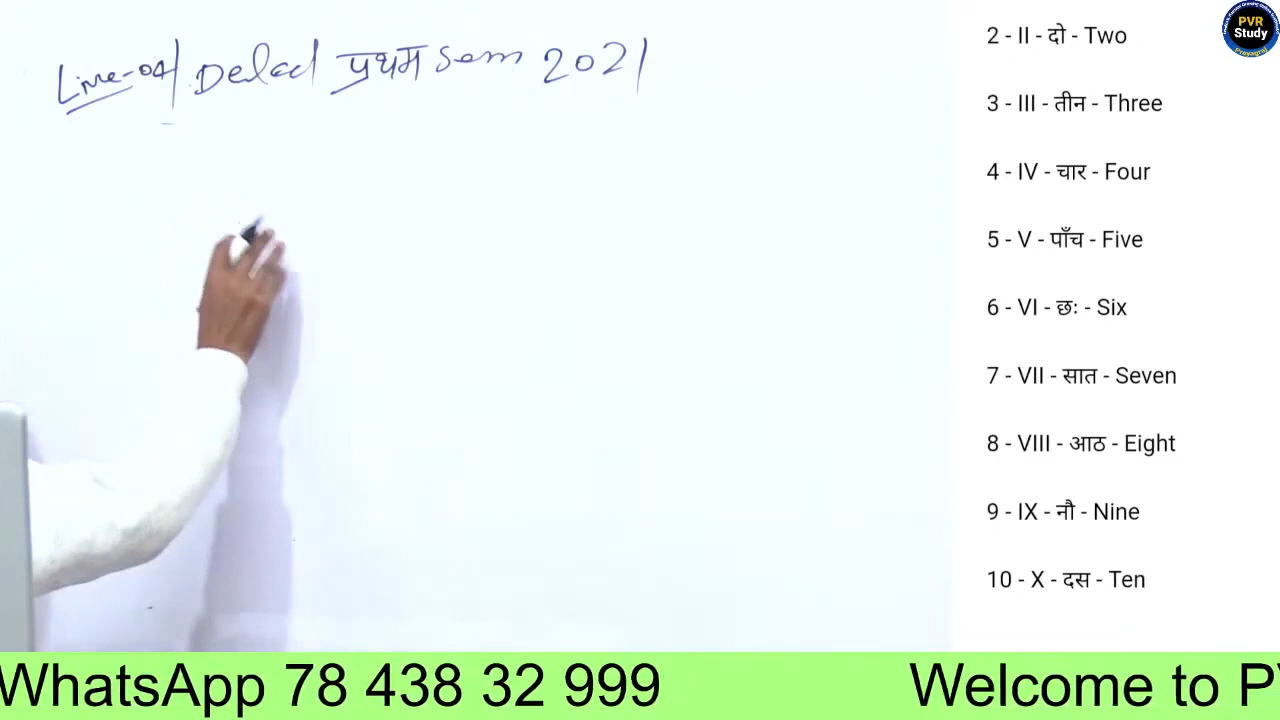 Live-04 Deled प्रथम Sem 2021
2 - II - दो - Two
3 - III - तीन - Three
4 - IV - चार - Four
5 - V - पाँच - Five
6 - VI - छः - Six
7 - VII - सात - Seven
8 - VIII - आठ - Eight
9 - IX - नौ - Nine
10 - X - दस - Ten
PVR
Study
Prayagraj
WhatsApp 78 438 32 999 Welcome to P